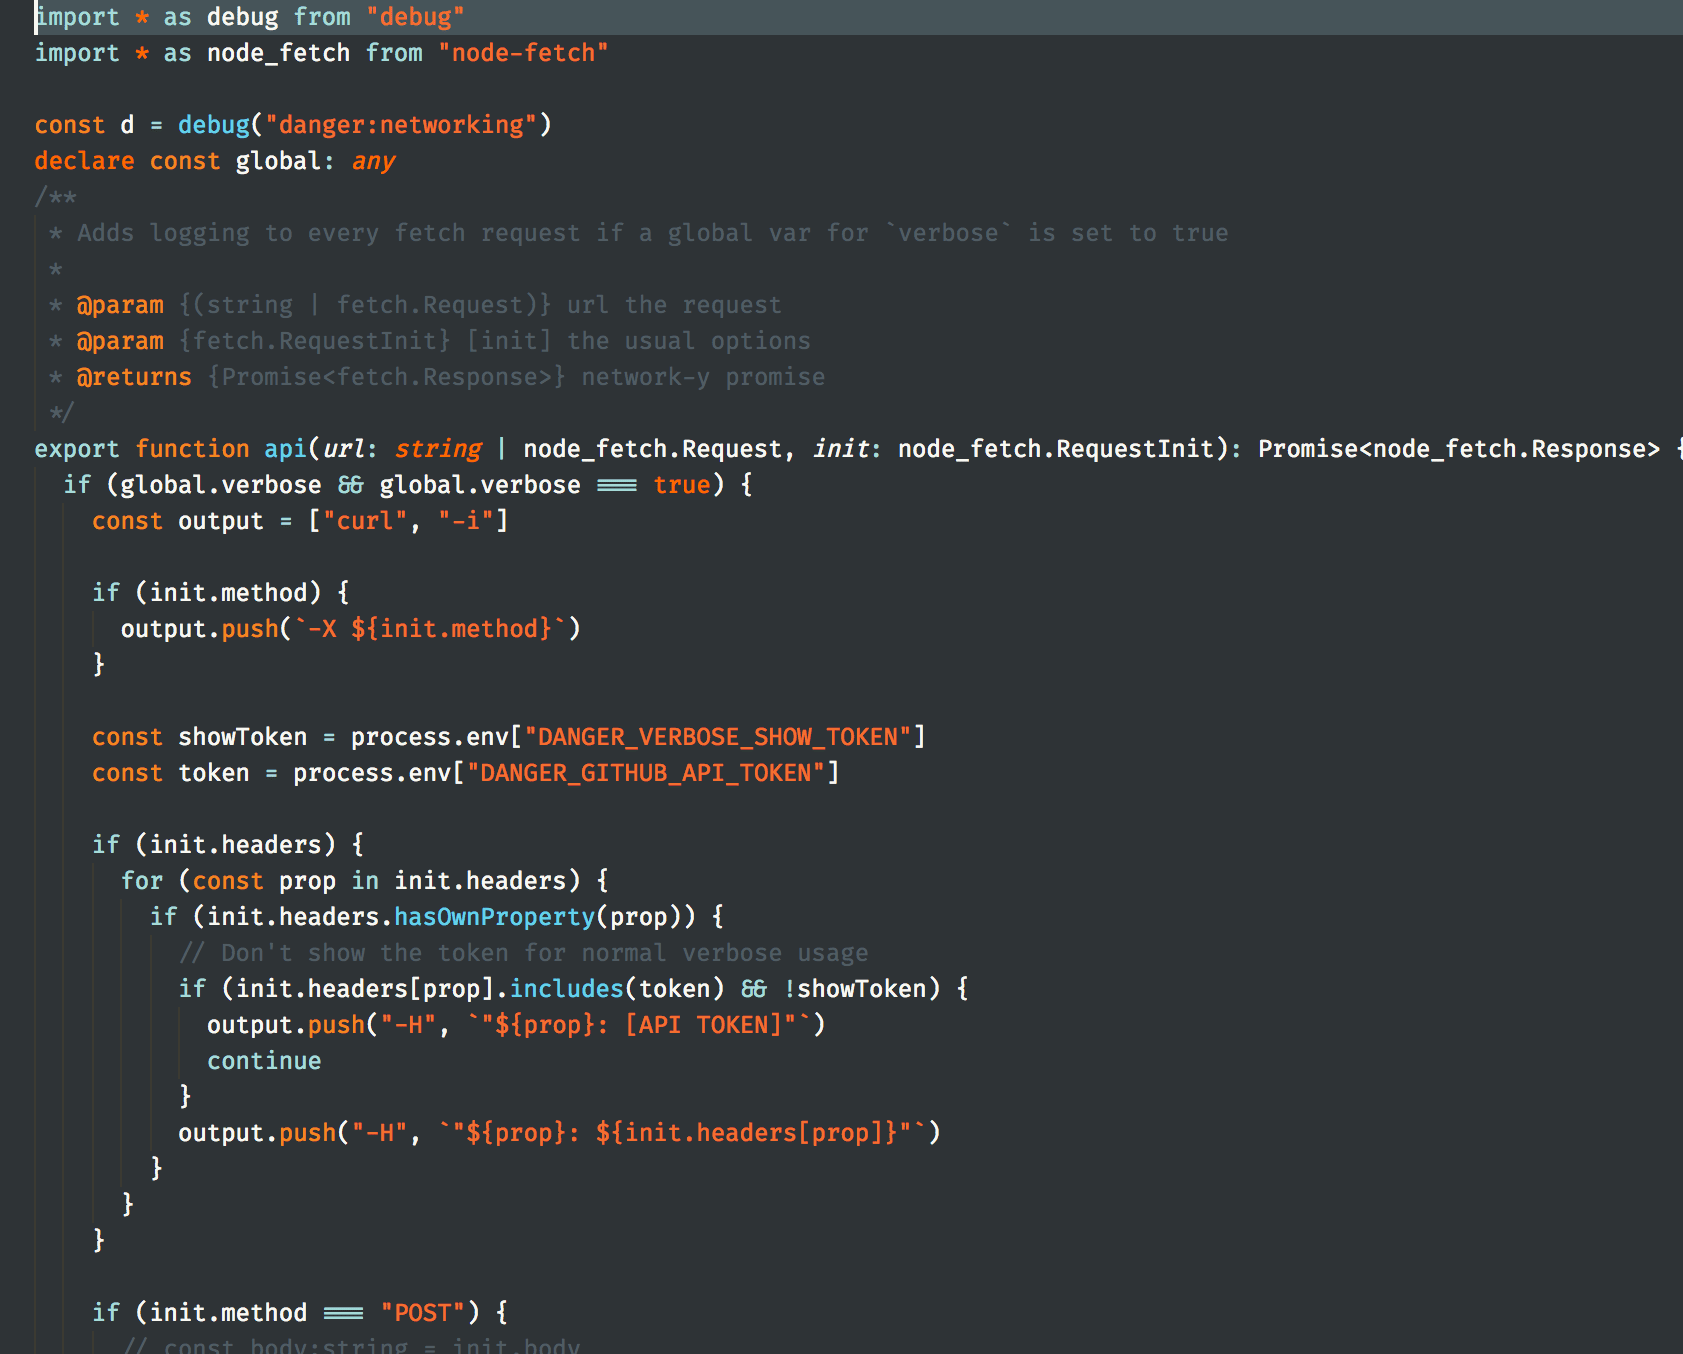 import * as debug from "debug"
import * as node_fetch from "node-fetch"
const d = debug("danger:networking")
declare const global: any
/**
* Adds logging to every fetch request if a global var for `verbose` is set to true
*
* @param {(string | fetch.Request)} url the request
* @param {fetch.RequestInit} [init] the usual options
* @returns {Promise<fetch.Response>} network-y promise
*/
export function api(url: string | node_fetch.Request, init: node_fetch.RequestInit): Promise<node_fetch.Response> {
if (global.verbose && global.verbose === true) {
const output = ["curl", "-i"]
if (init.method) {
output.push(`-X ${init.method}`)
}
const showToken = process.env["DANGER_VERBOSE_SHOW_TOKEN"]
const token = process.env["DANGER_GITHUB_API_TOKEN"]
if (init.headers) {
for (const prop in init.headers) {
if (init.headers.hasOwnProperty(prop)) {
// Don't show the token for normal verbose usage
if (init.headers[prop].includes(token) && !showToken) {
output.push("-H", `"${prop}: [API TOKEN]"`)
continue
}
output.push("-H", `"${prop}: ${init.headers[prop]}"`)
}
}
}
if (init.method === "POST") {
// const body:string = init.body